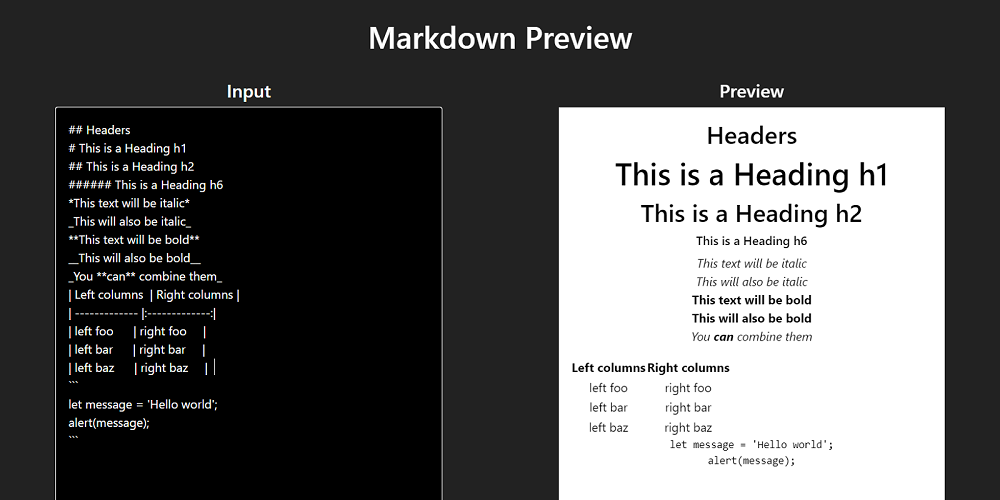 Markdown Preview
Input
## Headers
# This is a Heading h1
## This is a Heading h2
###### This is a Heading h6
*This text will be italic*
_This will also be italic_
**This text will be bold**
__This will also be bold__
_You **can** combine them_
| Left columns  | Right columns |
| ------------- |:-------------:|
| left foo      | right foo     |
| left bar      | right bar     |
| left baz      | right baz     |
```
let message = 'Hello world';
alert(message);
```
Preview
Headers
This is a Heading h1
This is a Heading h2
This is a Heading h6
This text will be italic
This will also be italic
This text will be bold
This will also be bold
You can combine them
Left columns Right columns
left foo right foo
left bar right bar
left baz right baz
let message = 'Hello world';
alert(message);